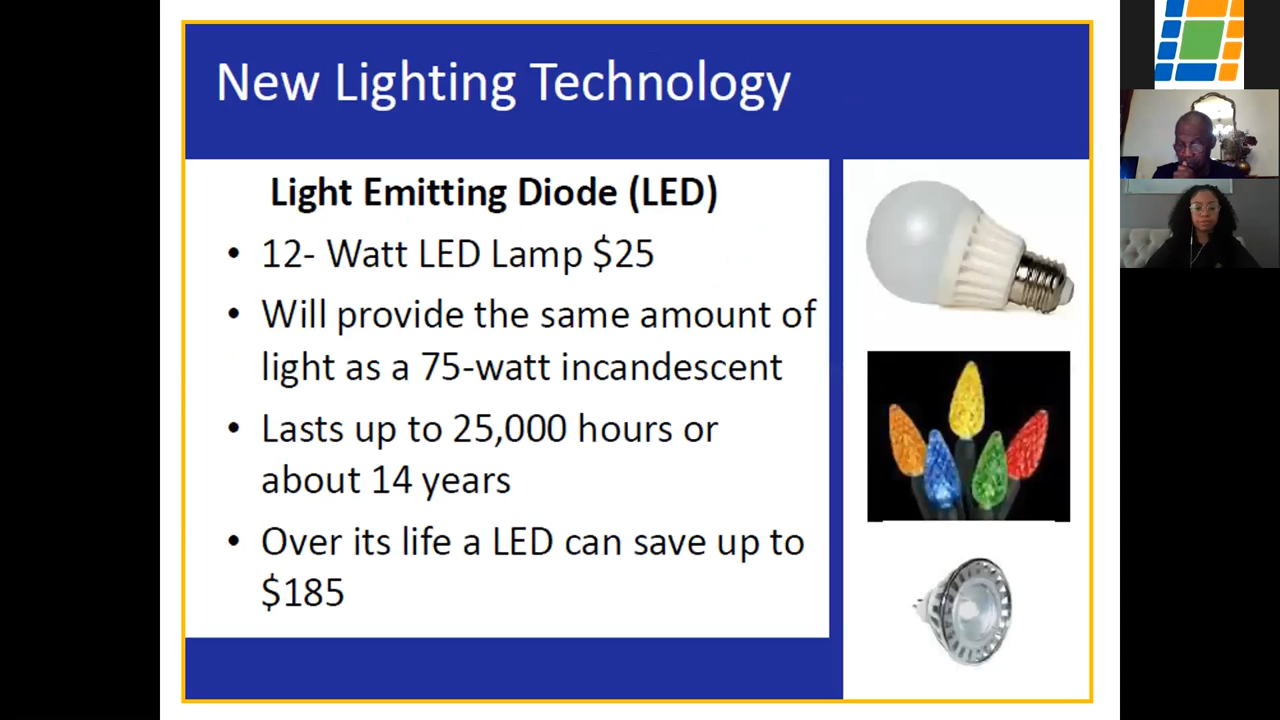 New Lighting Technology
Light Emitting Diode (LED)
• 12- Watt LED Lamp $25
• Will provide the same amount of
light as a 75-watt incandescent
• Lasts up to 25,000 hours or
about 14 years
• Over its life a LED can save up to
$185